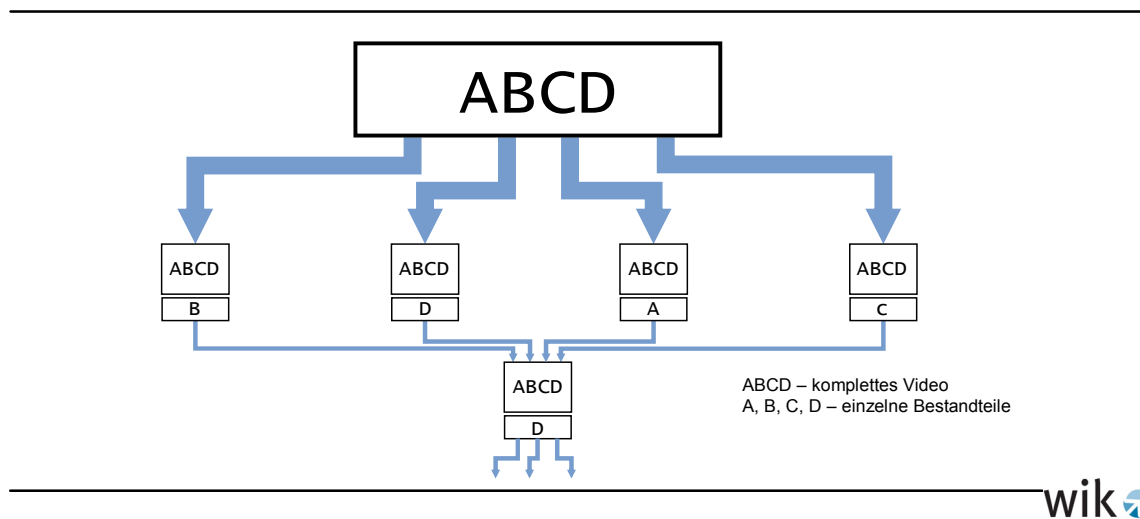 ABCD
ABCD
ABCD
ABCD
ABCD
B
D
A
C
ABCD
D
ABCD – komplettes Video
A, B, C, D – einzelne Bestandteile
wik